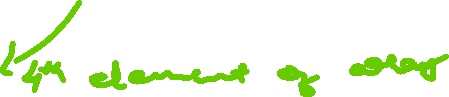 4th element of array